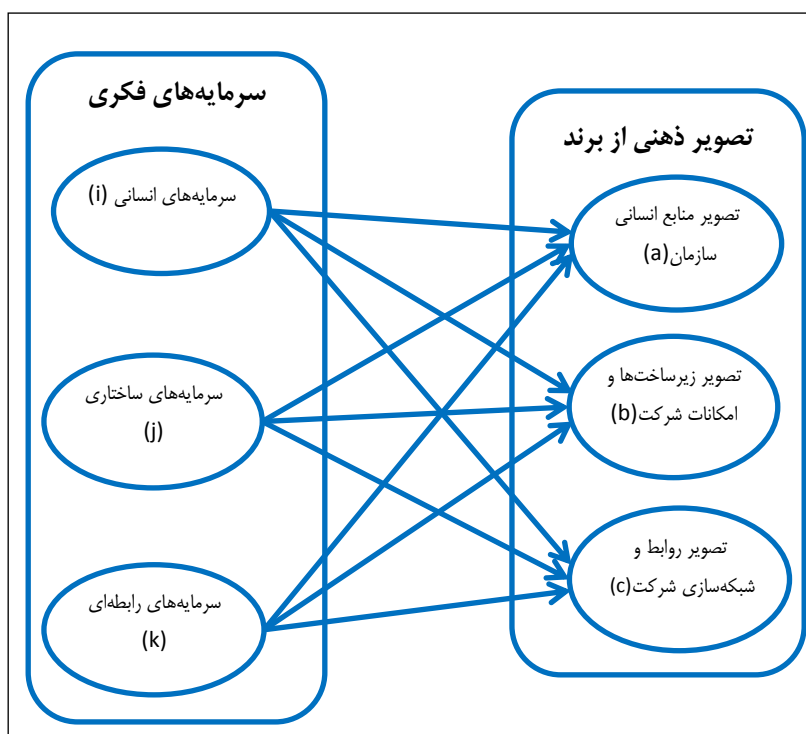 سرمایه‌های فکری
سرمایه‌های انسانی (i)
سرمایه‌های ساختاری
(j)
سرمایه‌های رابطه‌ای
(k)
تصویر ذهنی از برند
تصویر منابع انسانی
سازمان(a)
تصویر زیرساخت‌ها و
امکانات شرکت(b)
تصویر روابط و
شبکه‌سازی شرکت(c)